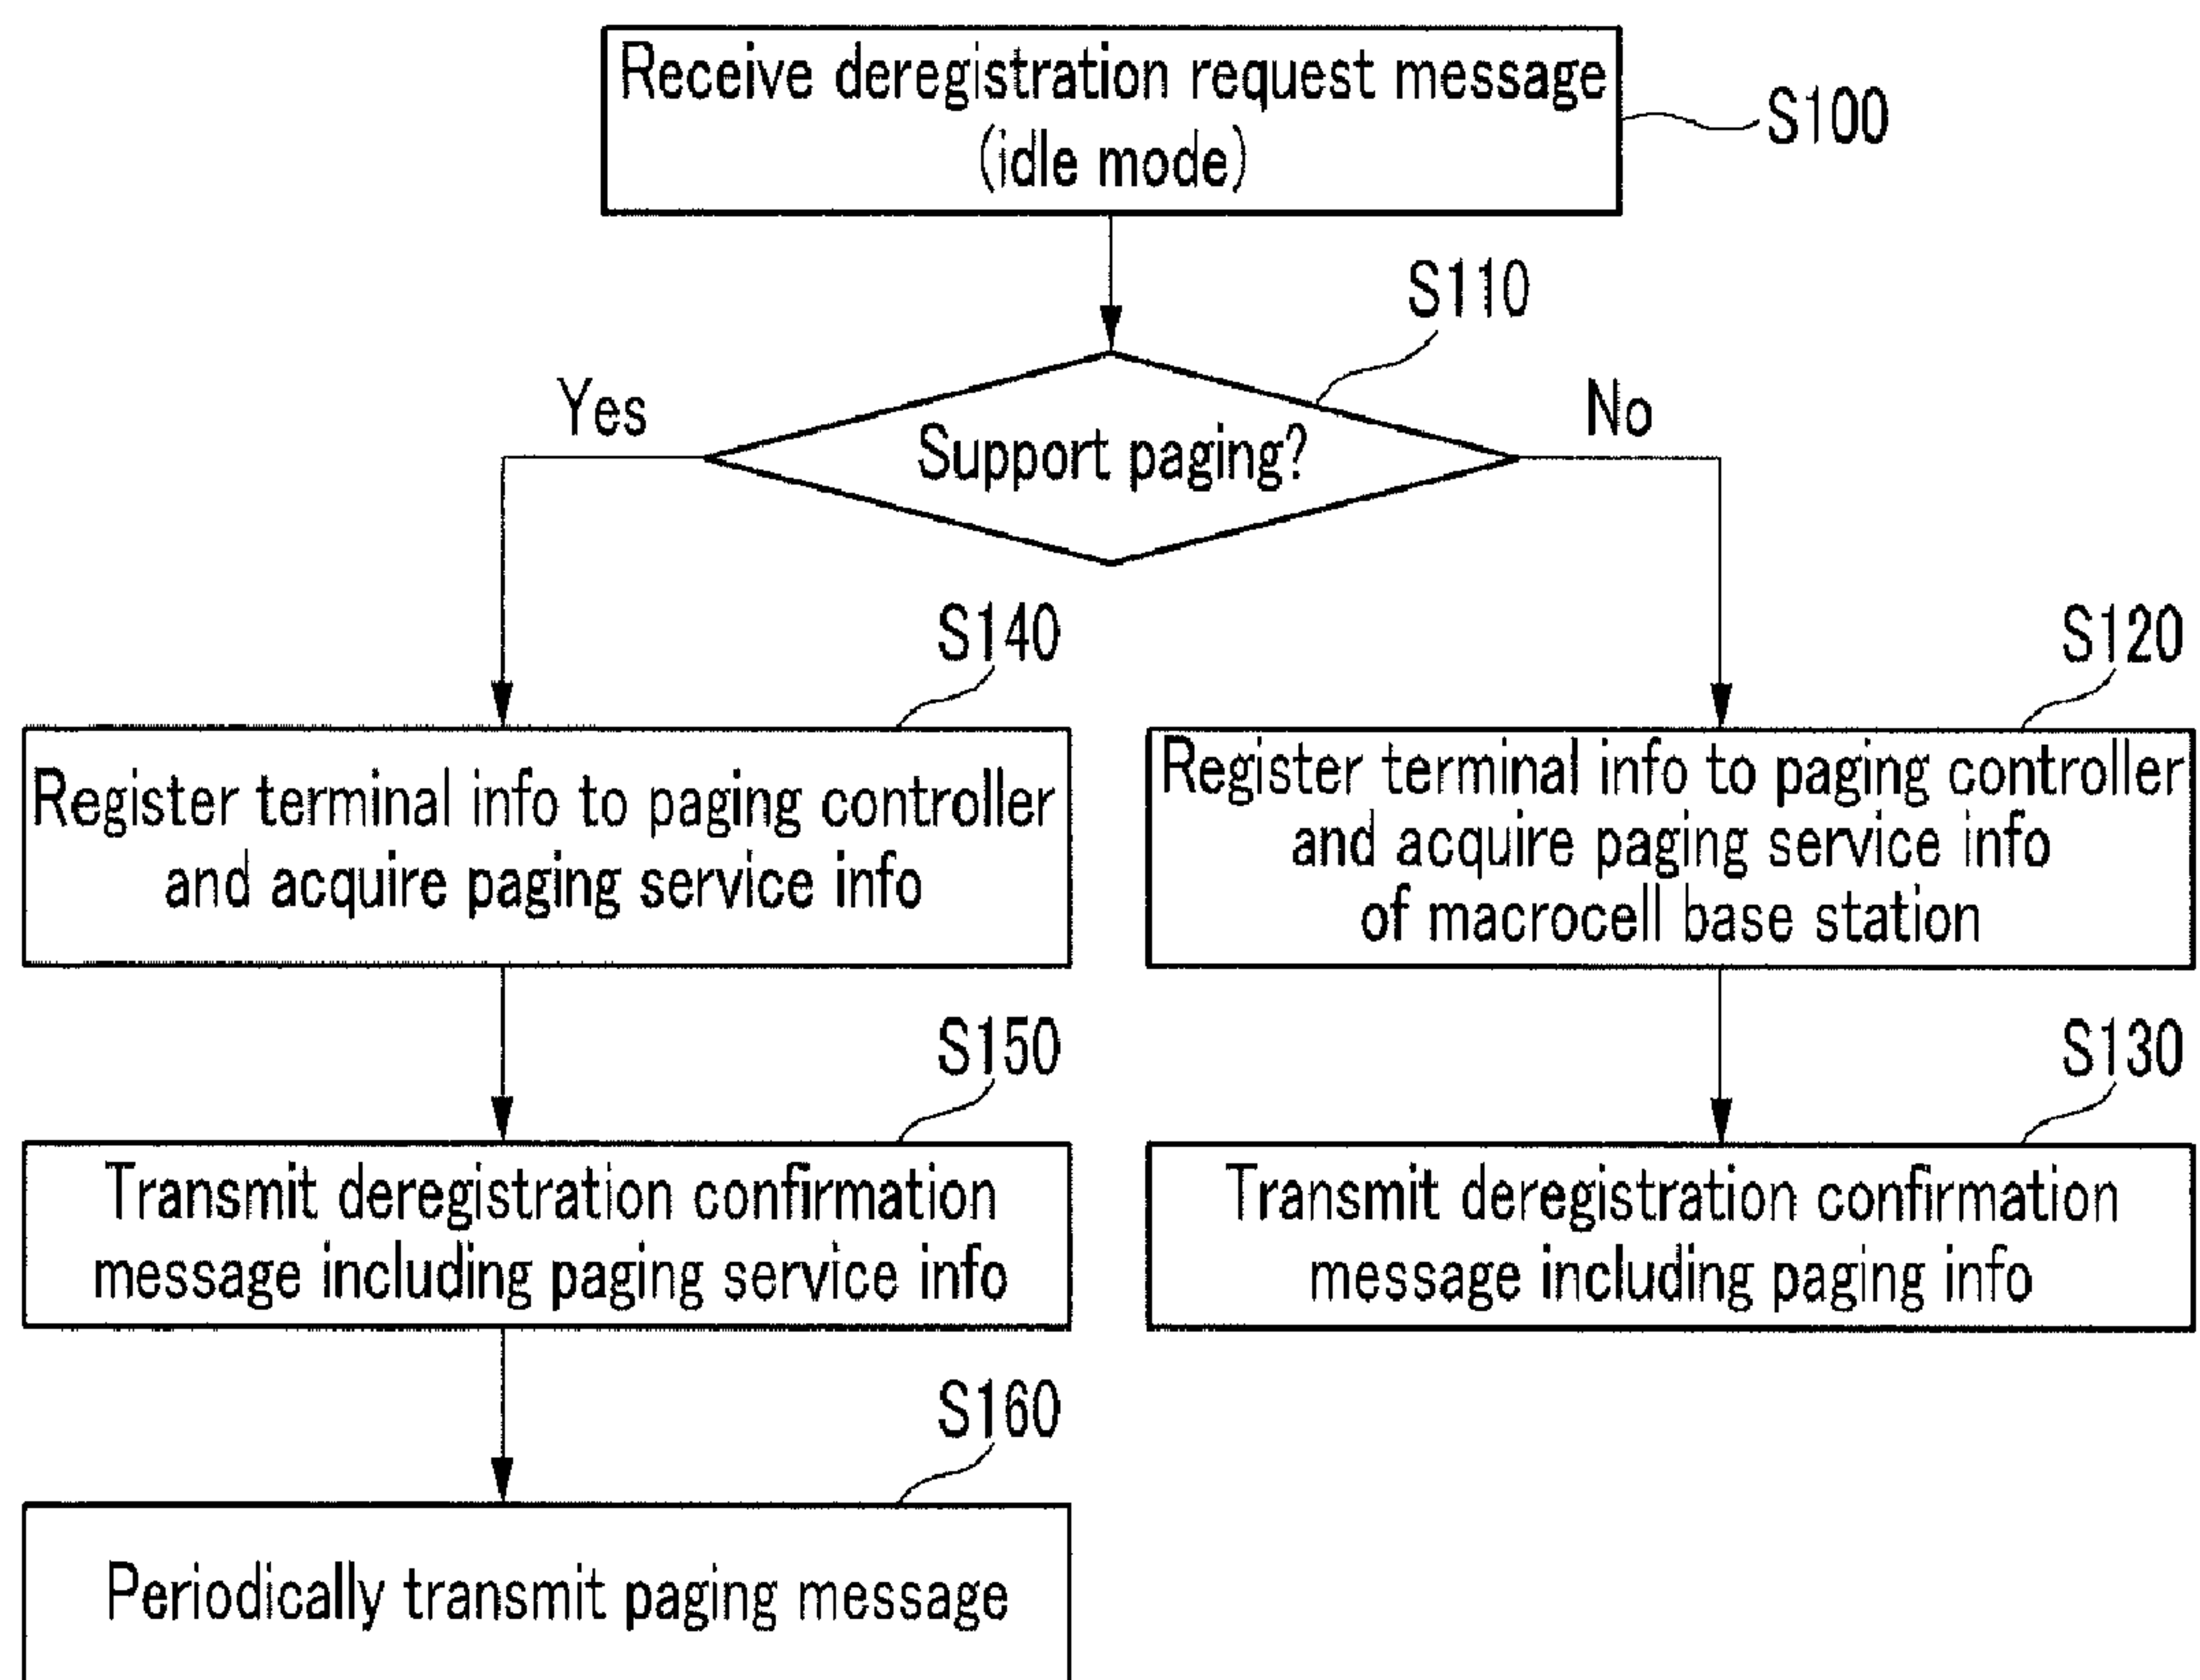 Receive deregistration request message
(idle mode)
S100
S110
Yes
No
Support paging?
S140
S120
Register terminal info to paging controller
and acquire paging service info
Register terminal info to paging controller
and acquire paging service info
of macrocell base station
S150
S130
Transmit deregistration confirmation
message including paging service info
Transmit deregistration confirmation
message including paging info
S160
Periodically transmit paging message